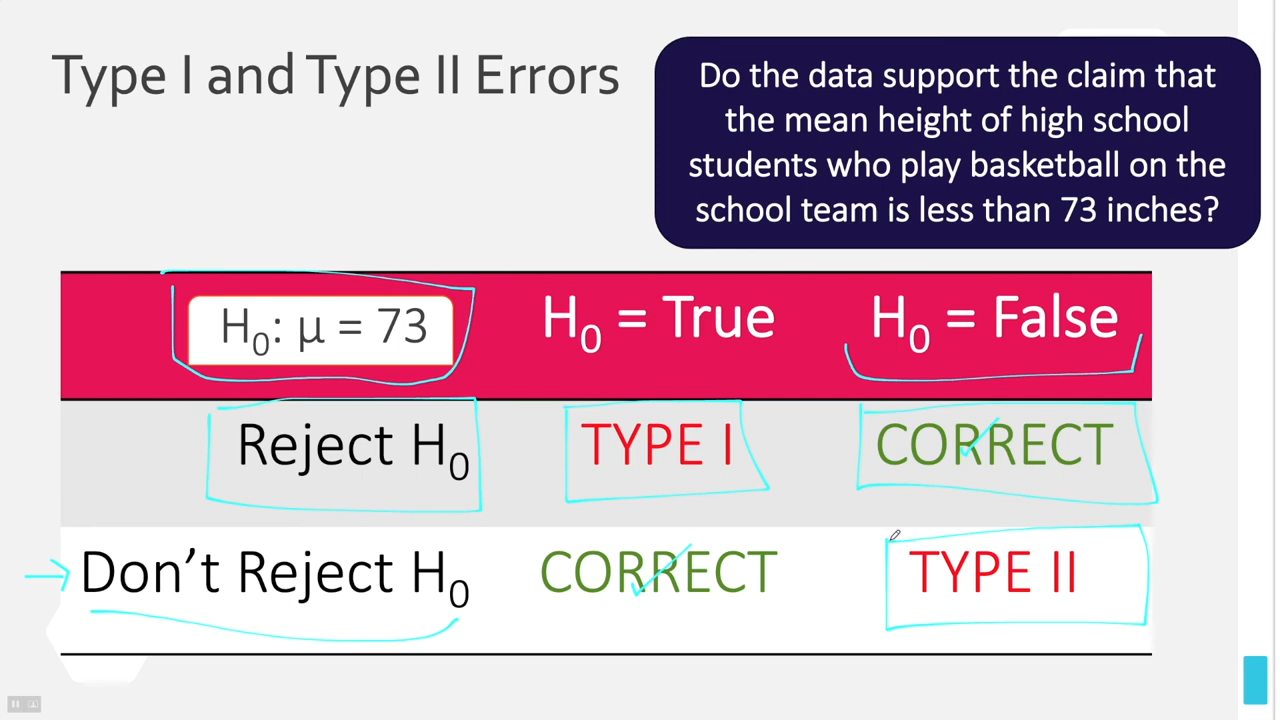 Type I and Type II Errors
Do the data support the claim that
the mean height of high school
students who play basketball on the
school team is less than 73 inches?
H₀: μ = 73 H₀ = True H₀ = False
Reject H₀ TYPE I CORRECT
Don’t Reject H₀ CORRECT TYPE II